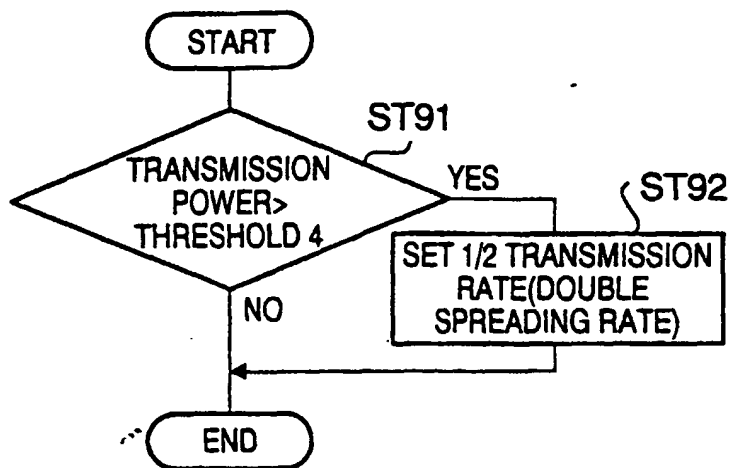 START
ST91
TRANSMISSION
POWER>
THRESHOLD 4
YES
ST92
SET 1/2 TRANSMISSION
RATE(DOUBLE
SPREADING RATE)
NO
END